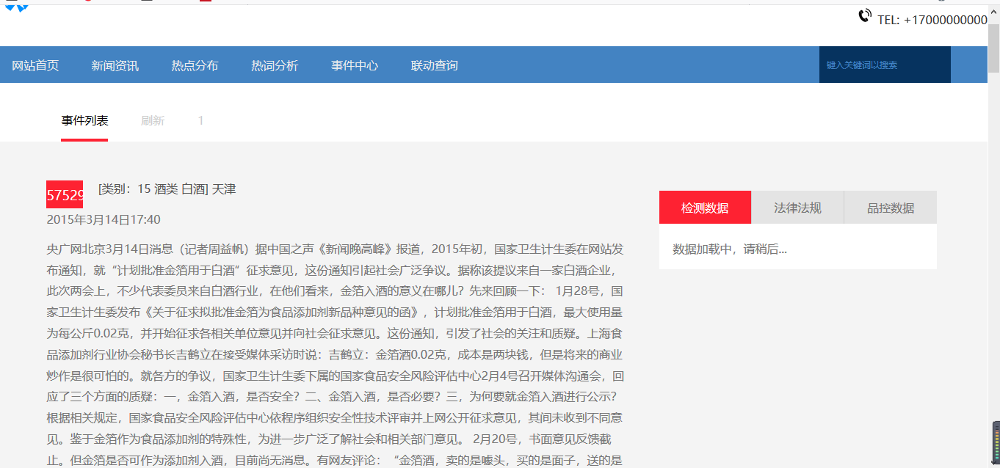 TEL: +17000000000
网站首页 新闻资讯 热点分布 热词分析 事件中心 联动查询 键入关键词以搜索
事件列表 刷新 1
57529 [类别：15 酒类 白酒] 天津
2015年3月14日17:40
检测数据 法律法规 品控数据
数据加载中，请稍后...
央广网北京3月14日消息（记者周益帆）据中国之声《新闻晚高峰》报道，2015年初，国家卫生计生委在网站发
布通知，就“计划批准金箔用于白酒”征求意见，这份通知引起社会广泛争议。据称该提议来自一家白酒企业，
此次两会上，不少代表委员来自白酒行业，在他们看来，金箔入酒的意义在哪儿？先来回顾一下： 1月28号，国
家卫生计生委发布《关于征求拟批准金箔为食品添加剂新品种意见的函》，计划批准金箔用于白酒，最大使用量
为每公斤0.02克，并开始征求各相关单位意见并向社会征求意见。这份通知，引发了社会的关注和质疑。上海食
品添加剂行业协会秘书长吉鹤立在接受媒体采访时说：吉鹤立：金箔酒0.02克，成本是两块钱，但是将来的商业
炒作是很可怕的。就各方的争议，国家卫生计生委下属的国家食品安全风险评估中心2月4号召开媒体沟通会，回
应了三个方面的质疑：一，金箔入酒，是否安全？二、金箔入酒，是否必要？三，为何要就金箔入酒进行公示？
根据相关规定，国家食品安全风险评估中心依程序组织安全性技术评审并上网公开征求意见，其间未收到不同意
见。鉴于金箔作为食品添加剂的特殊性，为进一步广泛了解社会和相关部门意见。 2月20号，书面意见反馈截
止。但金箔是否可作为添加剂入酒，目前尚无消息。有网友评论：“金箔酒，卖的是噱头，买的是面子，送的是